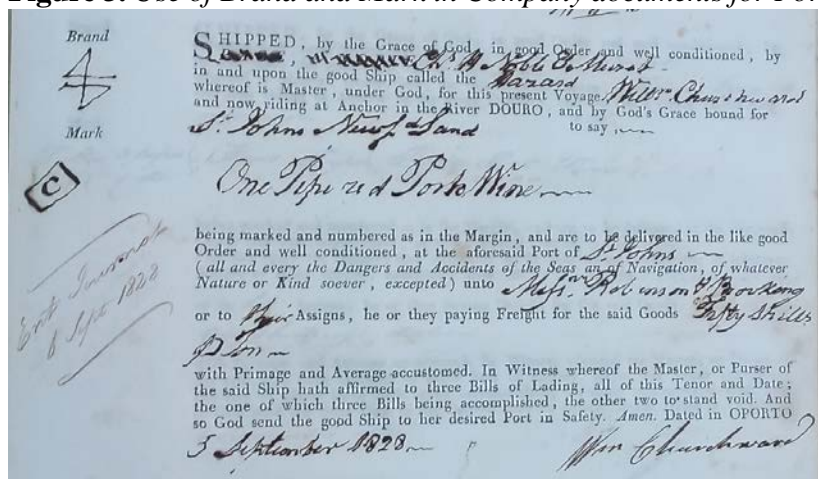 Figure 3: Use of Brand and Mark in Company documents for Por
Brand
Mark
C
6 Sept 1828
SHIPPED, by the Grace of God, in good Order and well conditioned, by
Noble & Murat
in and upon the good Ship called the Hazard
whereof is Master, under God, for this present Voyage, Willm. Churchward
and now riding at Anchor in the River DOURO, and by God's Grace bound for
St. Johns Newfd Land to say
One Pipe red Port Wine
being marked and numbered as in the Margin, and are to be delivered in the like good
Order and well conditioned, at the aforesaid Port of St. Johns
(all and every the Dangers and Accidents of the Seas an of Navigation, of whatever
Nature or Kind soever, excepted) unto Messrs. Robinson & Brooking
or to their Assigns, he or they paying Freight for the said Goods Fifty Shills
P Ton
with Primage and Average accustomed. In Witness whereof the Master, or Purser of
the said Ship hath affirmed to three Bills of Lading, all of this Tenor and Date;
the one of which three Bills being accomplished, the other two to stand void. And
so God send the good Ship to her desired Port in Safety. Amen. Dated in OPORTO
5 September 1828 Wm Churchward